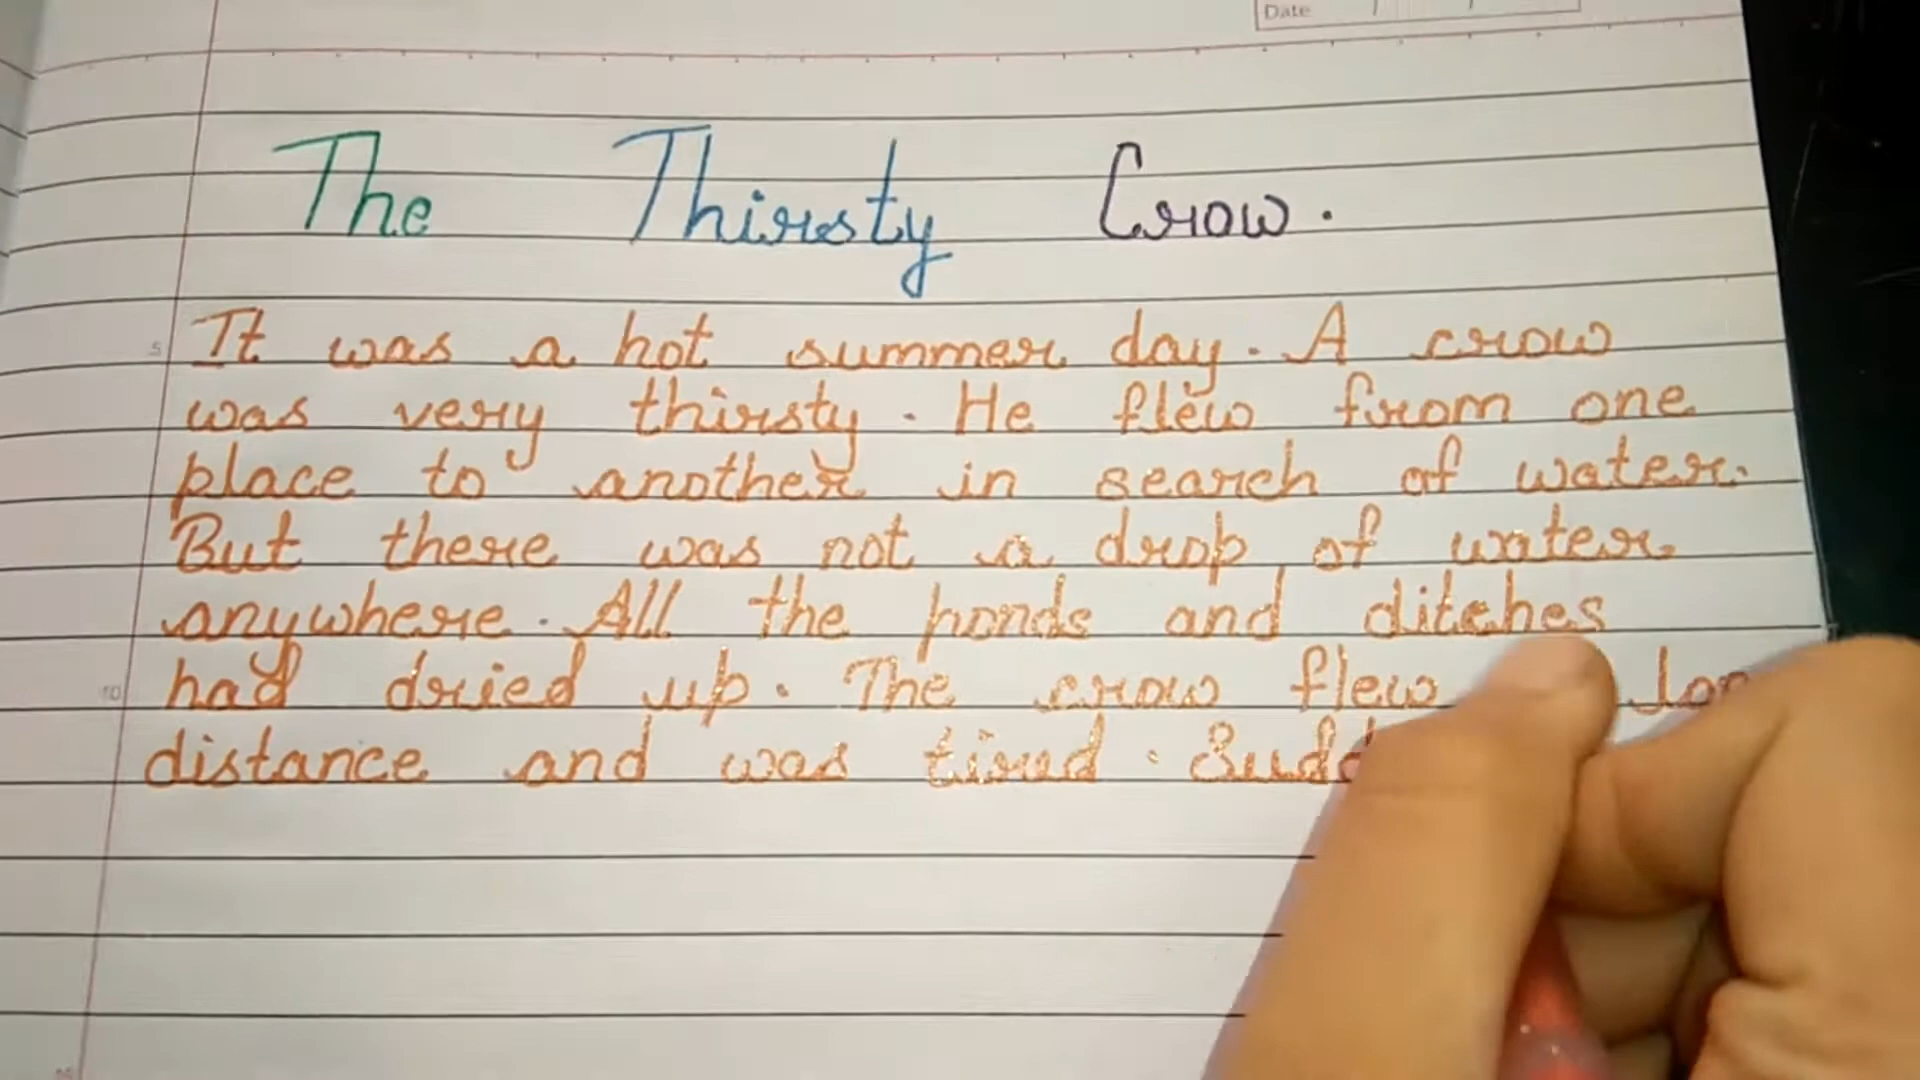 Date
The Thirsty Crow.
It was a hot summer day. A crow
was very thirsty. He flew from one
place to another in search of water.
But there was not a drop of water
anywhere. All the ponds and ditches
had dried up. The crow flew
distance and was tired.